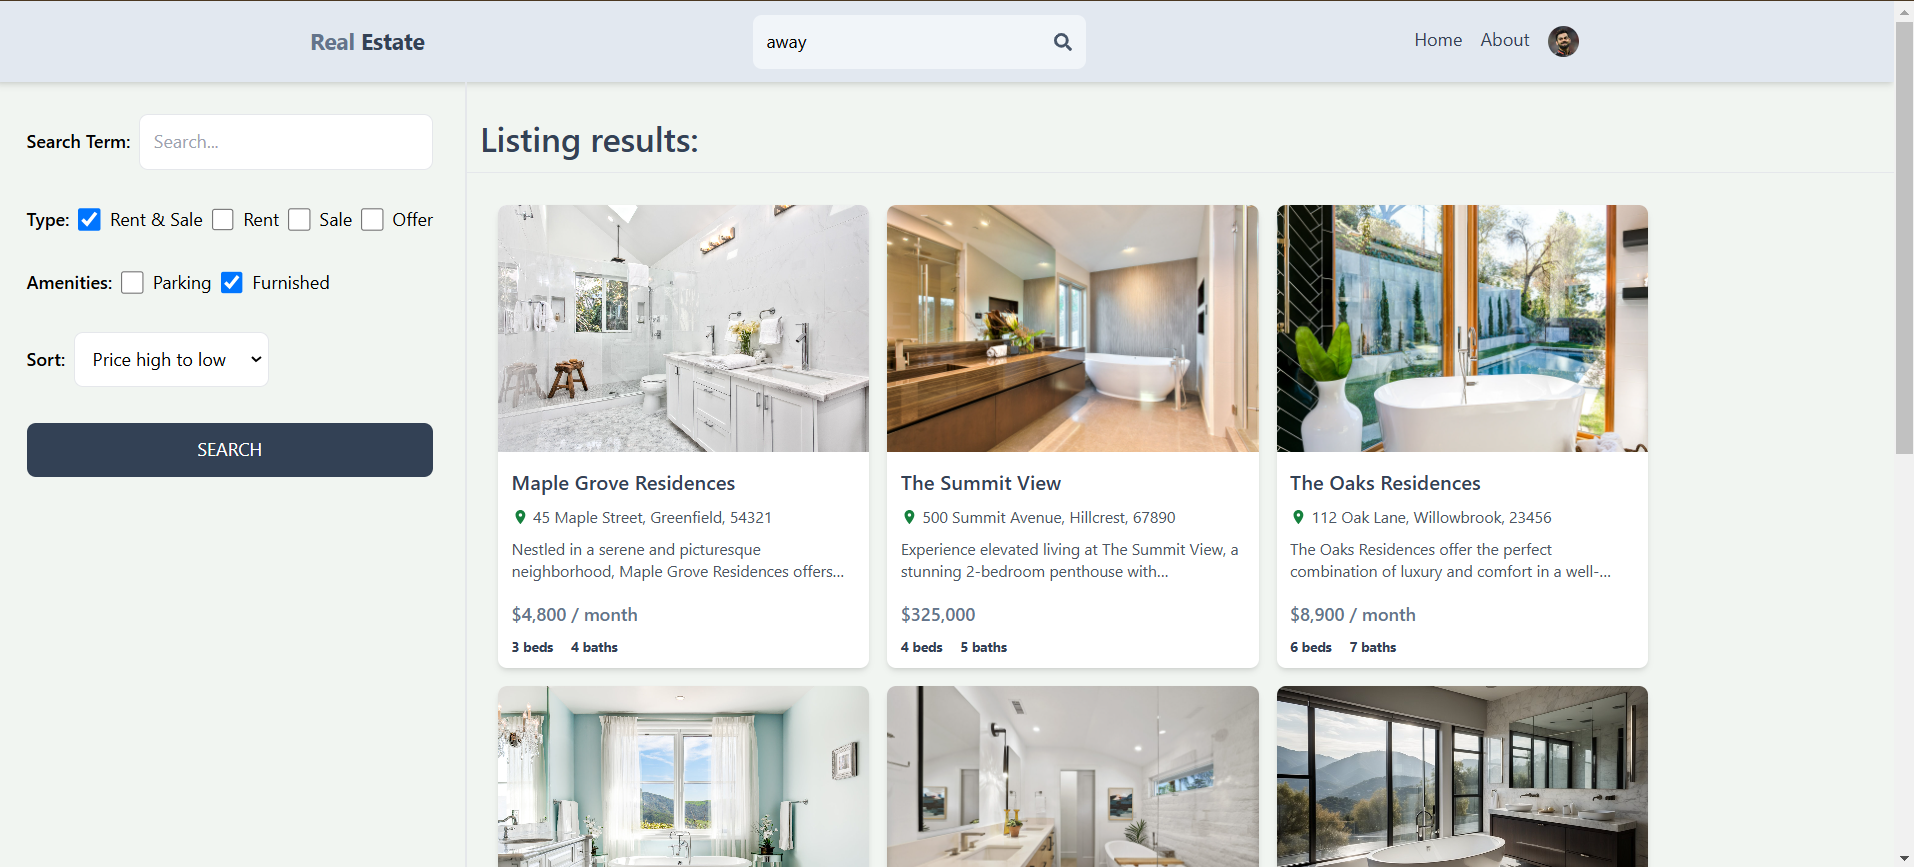 Real Estate
away
Home About
Search Term: Search...
Type: Rent & Sale Rent Sale Offer
Amenities: Parking Furnished
Sort: Price high to low
SEARCH
Listing results:
Maple Grove Residences
45 Maple Street, Greenfield, 54321
Nestled in a serene and picturesque
neighborhood, Maple Grove Residences offers...
$4,800 / month
3 beds 4 baths
The Summit View
500 Summit Avenue, Hillcrest, 67890
Experience elevated living at The Summit View, a
stunning 2-bedroom penthouse with...
$325,000
4 beds 5 baths
The Oaks Residences
112 Oak Lane, Willowbrook, 23456
The Oaks Residences offer the perfect
combination of luxury and comfort in a well-...
$8,900 / month
6 beds 7 baths